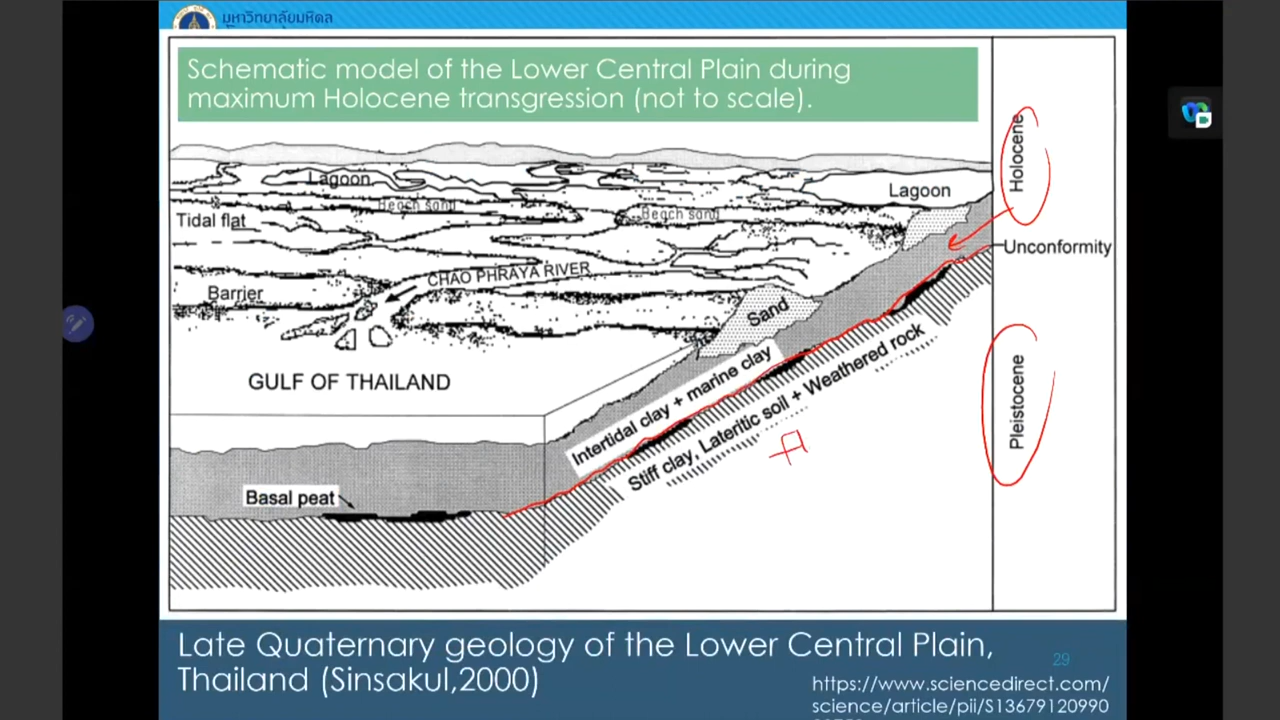 มหาวิทยาลัยมหิดล
Schematic model of the Lower Central Plain during
maximum Holocene transgression (not to scale).
Holocene
Lagoon
Lagoon
Beach sand
Beach sand
Tidal flat
Unconformity
CHAO PHRAYA RIVER
Barrier
Sand
GULF OF THAILAND
Intertidal clay + marine clay
Stiff clay, Lateritic soil + Weathered rock
Pleistocene
Basal peat
Late Quaternary geology of the Lower Central Plain,
Thailand (Sinsakul,2000)
29
https://www.sciencedirect.com/
science/article/pii/S13679120990